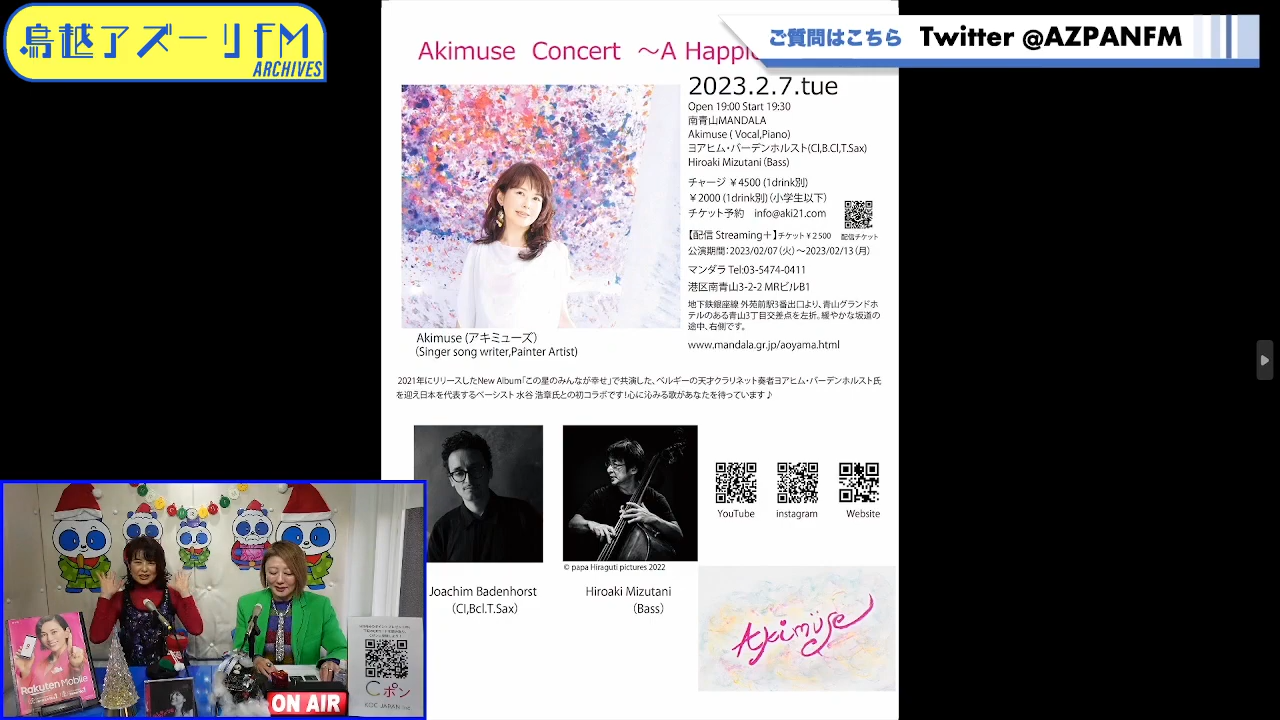 鳥越アズーリFM
ARCHIVES
ご質問はこちら Twitter @AZPANFM
Akimuse Concert ～A Happie
2023.2.7.tue
Open 19:00 Start 19:30
南青山MANDALA
Akimuse ( Vocal,Piano)
ヨアヒム・バーデンホルスト(Cl,B.Cl,T.Sax)
Hiroaki Mizutani (Bass)
チャージ ￥4500 (1drink別)
￥2000 (1drink別) (小学生以下)
チケット予約 info@aki21.com
【配信 Streaming+】チケット￥2500
配信チケット
公演期間：2023/02/07（火）～2023/02/13（月）
マンダラ Tel:03-5474-0411
港区南青山3-2-2 MRビルB1
地下鉄銀座線 外苑前駅3番出口より、青山グランドホ
テルのある青山3丁目交差点を左折。緩やかな坂道の
途中、右側です。
www.mandala.gr.jp/aoyama.html
Akimuse (アキミューズ)
(Singer song writer,Painter Artist)
2021年にリリースしたNew Album「この星のみんなが幸せ」で共演した、ベルギーの天才クラリネット奏者ヨアヒム・バーデンホルスト氏
を迎え日本を代表するベーシスト 水谷 浩章氏との初コラボです！心に沁みる歌があなたを待っています♪
YouTube
instagram
Website
© papa Hiraguti pictures 2022
Joachim Badenhorst
(Cl,Bcl.T.Sax)
Hiroaki Mizutani
(Bass)
Akimuse
Rakuten Mobile
ON AIR
Cポン
KDC JAPAN